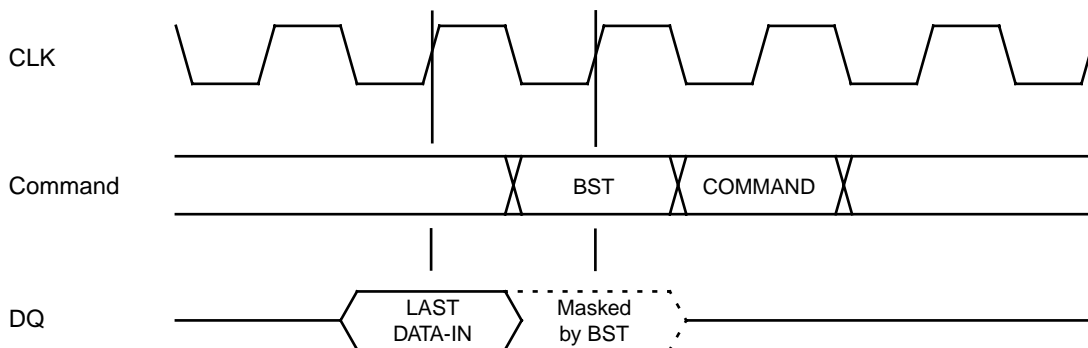 CLK
Command
BST
COMMAND
DQ
LAST
DATA-IN
Masked
by BST